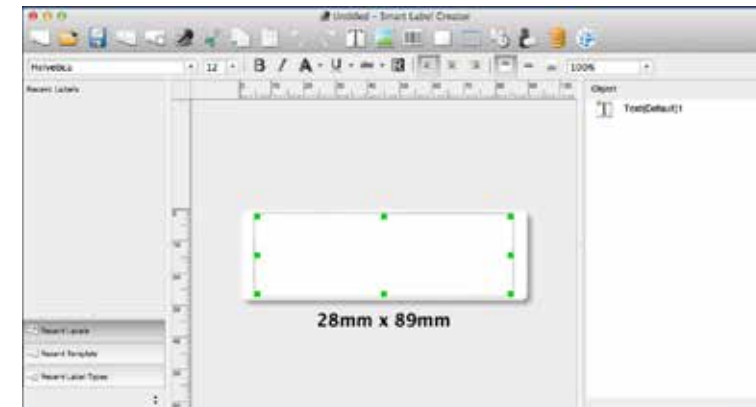 Untitled - Smart Label Creator
Helvetica 12 B I A U abc 100%
Recent Labels
Object
Text(Default)1
28mm x 89mm
Recent Labels
Recent Template
Recent Label Types